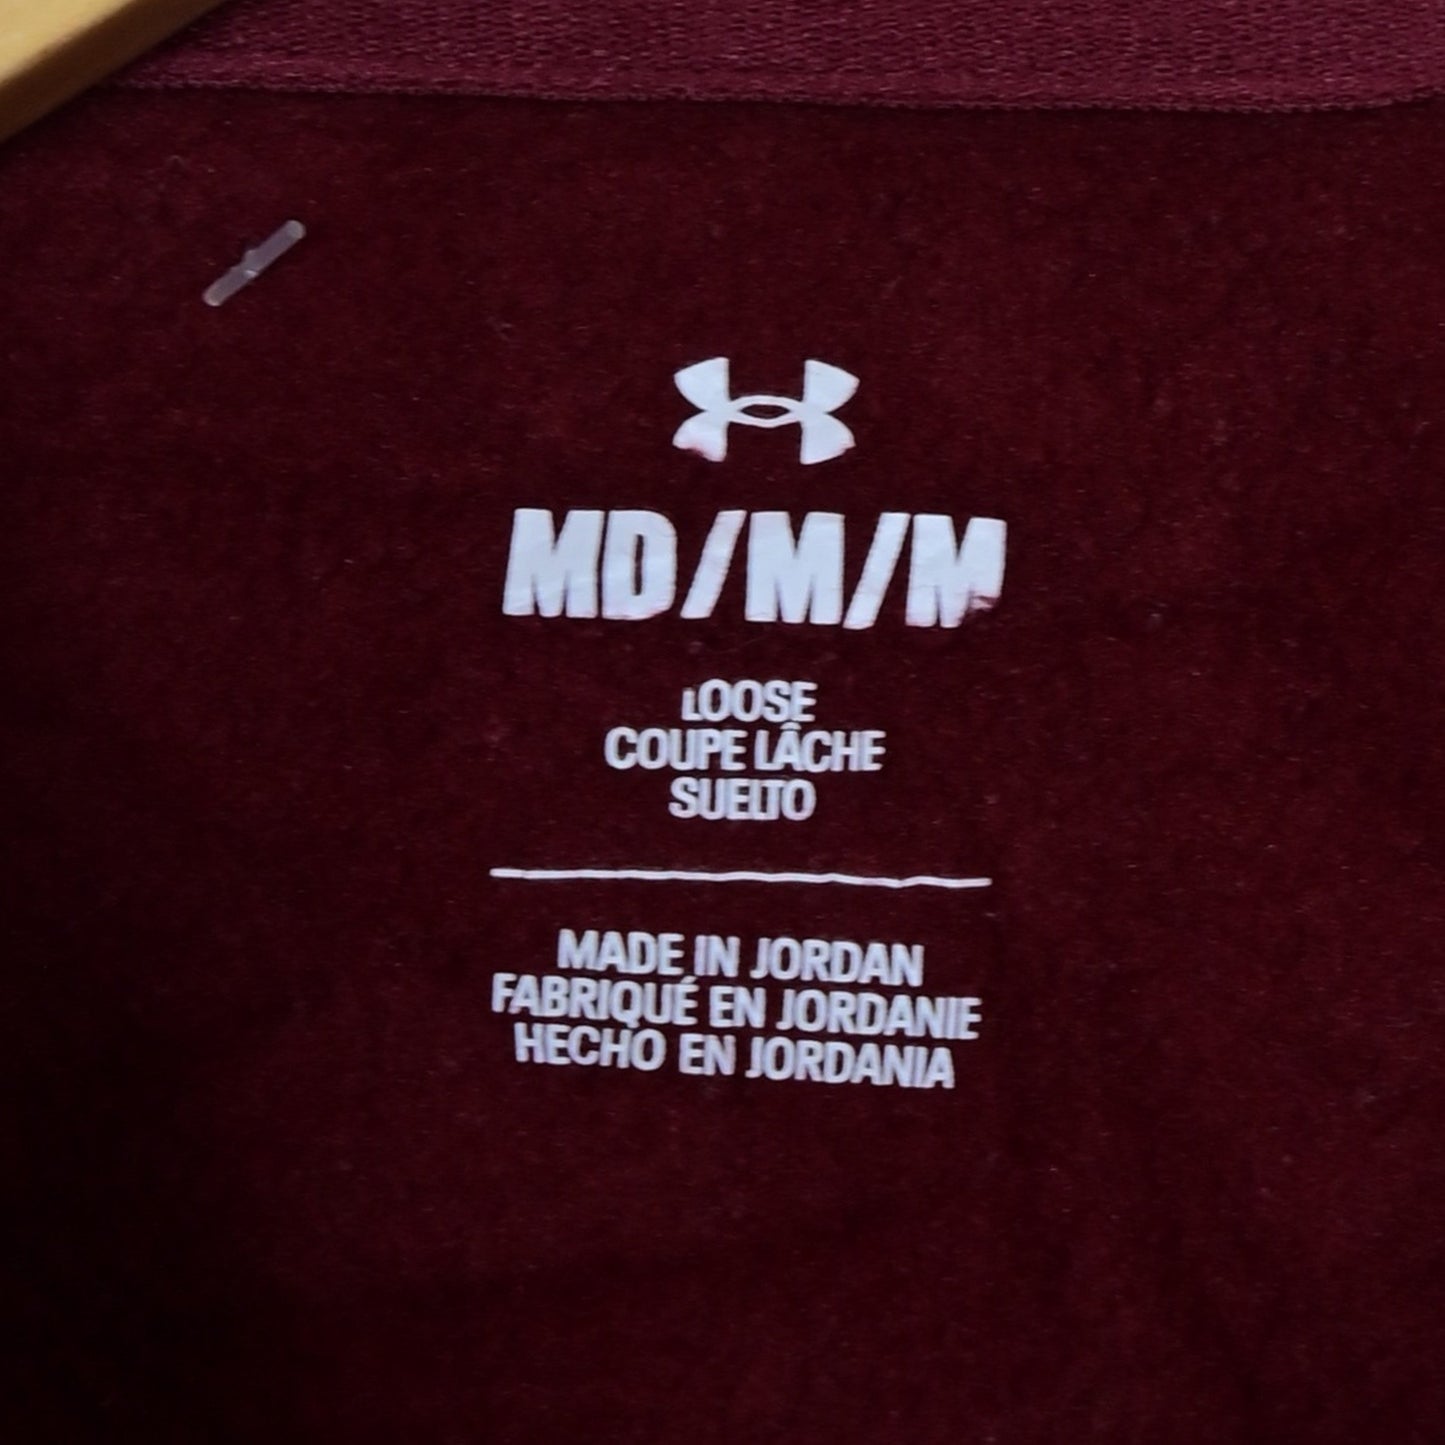 MD/M/M
LOOSE
COUPE LÂCHE
SUELTO
MADE IN JORDAN
FABRIQUÉ EN JORDANIE
HECHO EN JORDANIA